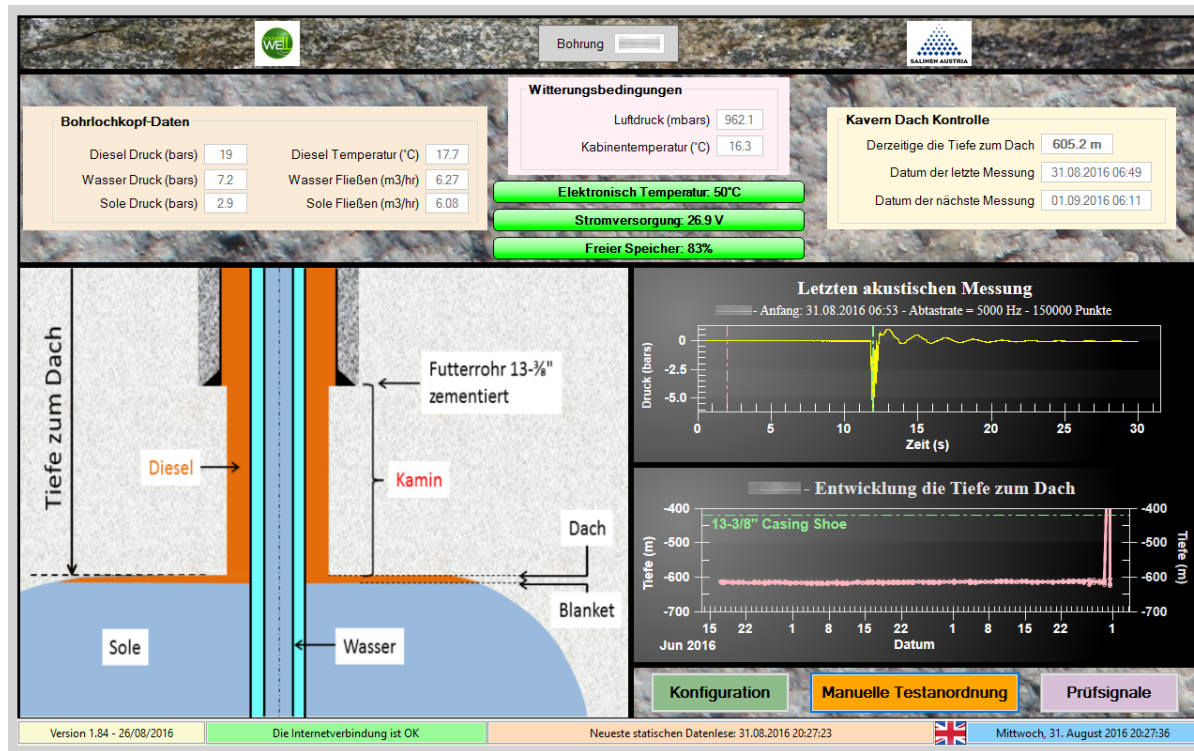 WELL
Bohrung
SALINEN AUSTRIA
Bohrlochkopf-Daten
Diesel Druck (bars) 19 Diesel Temperatur (°C) 17.7
Wasser Druck (bars) 7.2 Wasser Fließen (m3/hr) 6.27
Sole Druck (bars) 2.9 Sole Fließen (m3/hr) 6.08
Witterungsbedingungen
Luftdruck (mbars) 962.1
Kabinentemperatur (°C) 16.3
Elektronisch Temperatur: 50°C
Stromversorgung: 26.9 V
Freier Speicher: 83%
Kavern Dach Kontrolle
Derzeitige die Tiefe zum Dach 605.2 m
Datum der letzte Messung 31.08.2016 06:49
Datum der nächste Messung 01.09.2016 06:11
Tiefe zum Dach
Futterrohr 13-⅜"
zementiert
Diesel
Kamin
Dach
Blanket
Sole
Wasser
Letzten akustischen Messung
- Anfang: 31.08.2016 06:53 - Abtastrate = 5000 Hz - 150000 Punkte
Druck (bars)
0
-2.5
-5.0
0 5 10 15 20 25 30
Zeit (s)
- Entwicklung die Tiefe zum Dach
Tiefe (m)
-400 -400
13-3/8" Casing Shoe
-500 -500
-600 -600
-700 -700
Tiefe (m)
15 22 1 8 15 22 1 8 15 22 1
Jun 2016 Datum
Konfiguration Manuelle Testanordnung Prüfsignale
Version 1.84 - 26/08/2016 Die Internetverbindung ist OK Neueste statischen Datenlese: 31.08.2016 20:27:23 Mittwoch, 31. August 2016 20:27:36